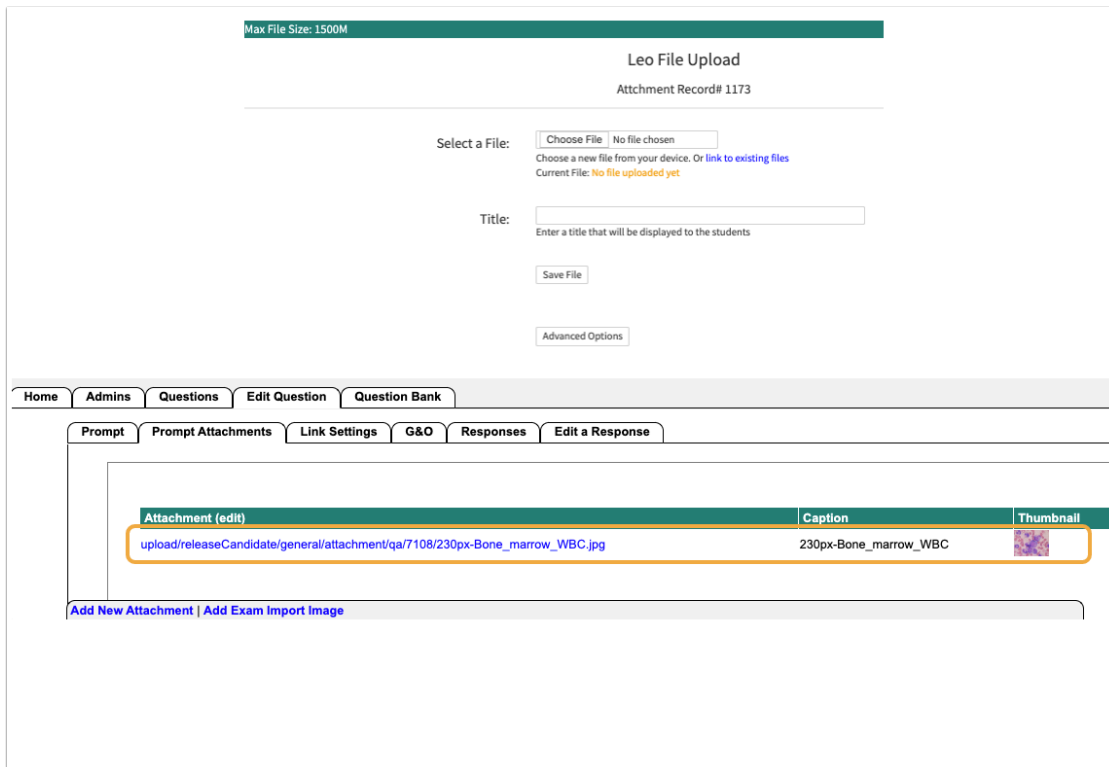 Max File Size: 1500M
Leo File Upload
Attchment Record# 1173
Select a File: Choose File No file chosen
Choose a new file from your device. Or link to existing files
Current File: No file uploaded yet
Title:
Enter a title that will be displayed to the students
Save File
Advanced Options
Home Admins Questions Edit Question Question Bank
Prompt Prompt Attachments Link Settings G&O Responses Edit a Response
Attachment (edit) Caption Thumbnail
upload/releaseCandidate/general/attachment/qa/7108/230px-Bone_marrow_WBC.jpg 230px-Bone_marrow_WBC
Add New Attachment | Add Exam Import Image